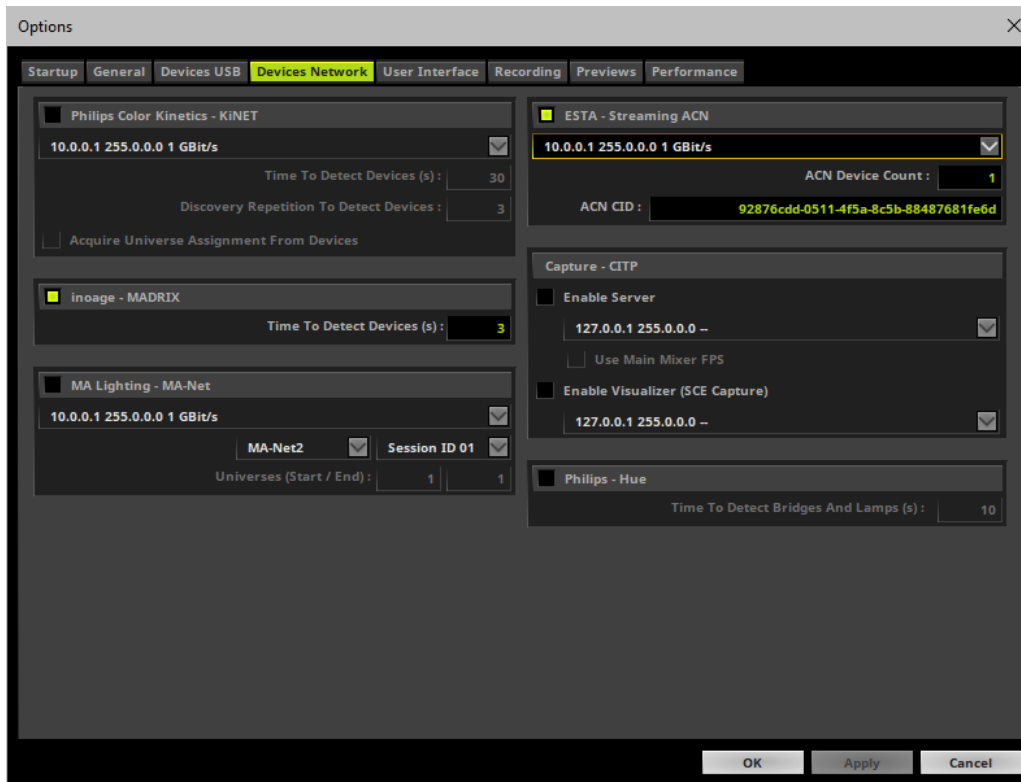 Options
Startup General Devices USB Devices Network User Interface Recording Previews Performance
Philips Color Kinetics - KiNET
10.0.0.1 255.0.0.0 1 GBit/s
Time To Detect Devices (s) : 30
Discovery Repetition To Detect Devices : 3
Acquire Universe Assignment From Devices
inoage - MADRIX
Time To Detect Devices (s) : 3
MA Lighting - MA-Net
10.0.0.1 255.0.0.0 1 GBit/s
MA-Net2 Session ID 01
Universes (Start / End) : 1 1
ESTA - Streaming ACN
10.0.0.1 255.0.0.0 1 GBit/s
ACN Device Count : 1
ACN CID : 92876cdd-0511-4f5a-8c5b-88487681fe6d
Capture - CITP
Enable Server
127.0.0.1 255.0.0.0 --
Use Main Mixer FPS
Enable Visualizer (SCE Capture)
127.0.0.1 255.0.0.0 --
Philips - Hue
Time To Detect Bridges And Lamps (s) : 10
OK Apply Cancel